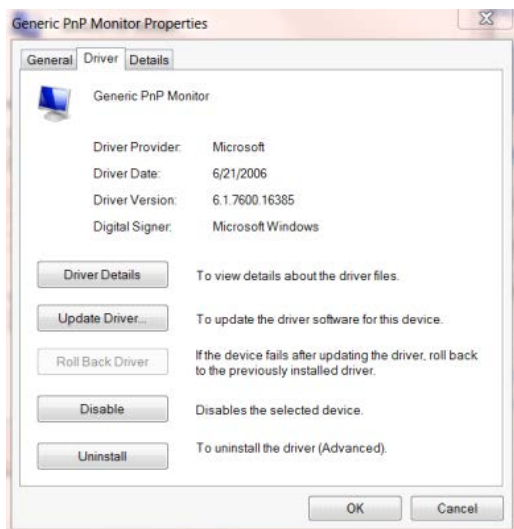 Generic PnP Monitor Properties
General Driver Details
Generic PnP Monitor
Driver Provider: Microsoft
Driver Date: 6/21/2006
Driver Version: 6.1.7600.16385
Digital Signer: Microsoft Windows
Driver Details To view details about the driver files.
Update Driver... To update the driver software for this device.
Roll Back Driver If the device fails after updating the driver, roll back
to the previously installed driver.
Disable Disables the selected device.
Uninstall To uninstall the driver (Advanced).
OK Cancel